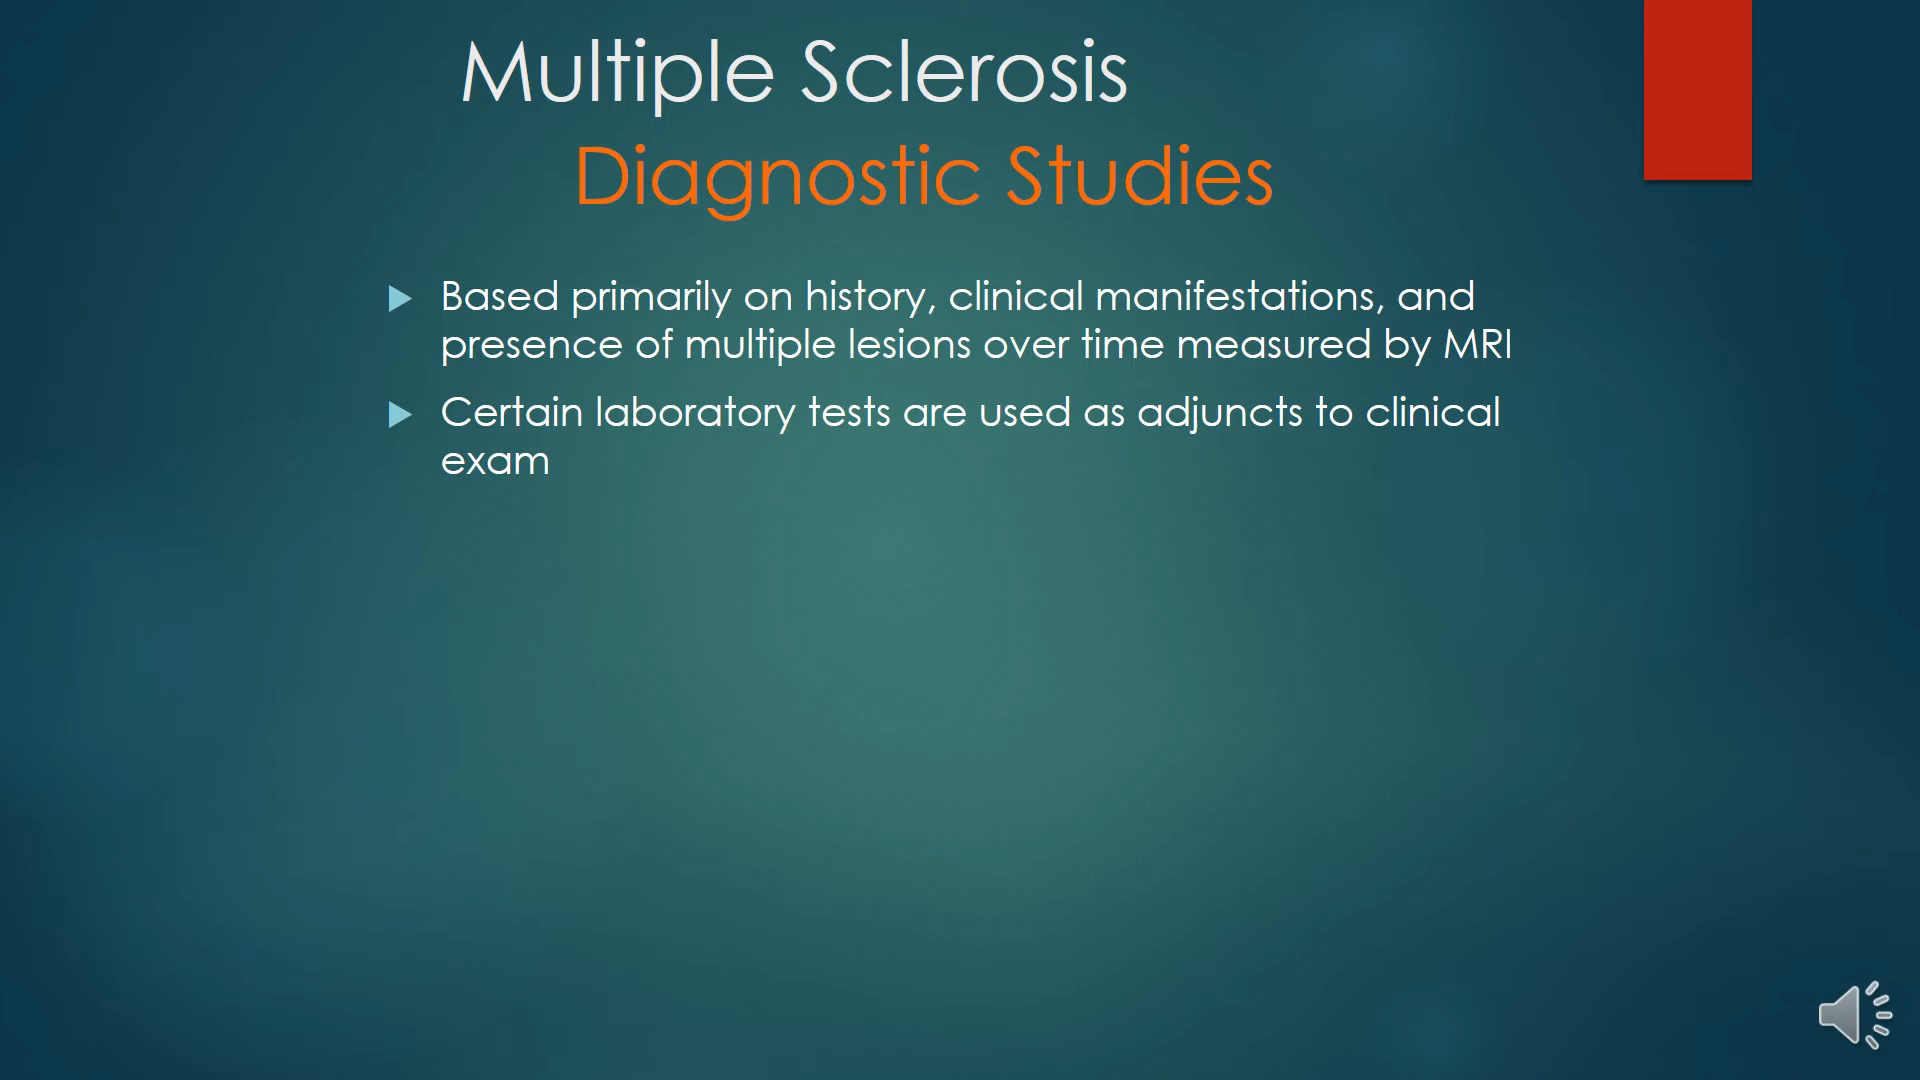 Multiple Sclerosis
Diagnostic Studies
Based primarily on history, clinical manifestations, and
presence of multiple lesions over time measured by MRI
Certain laboratory tests are used as adjuncts to clinical
exam